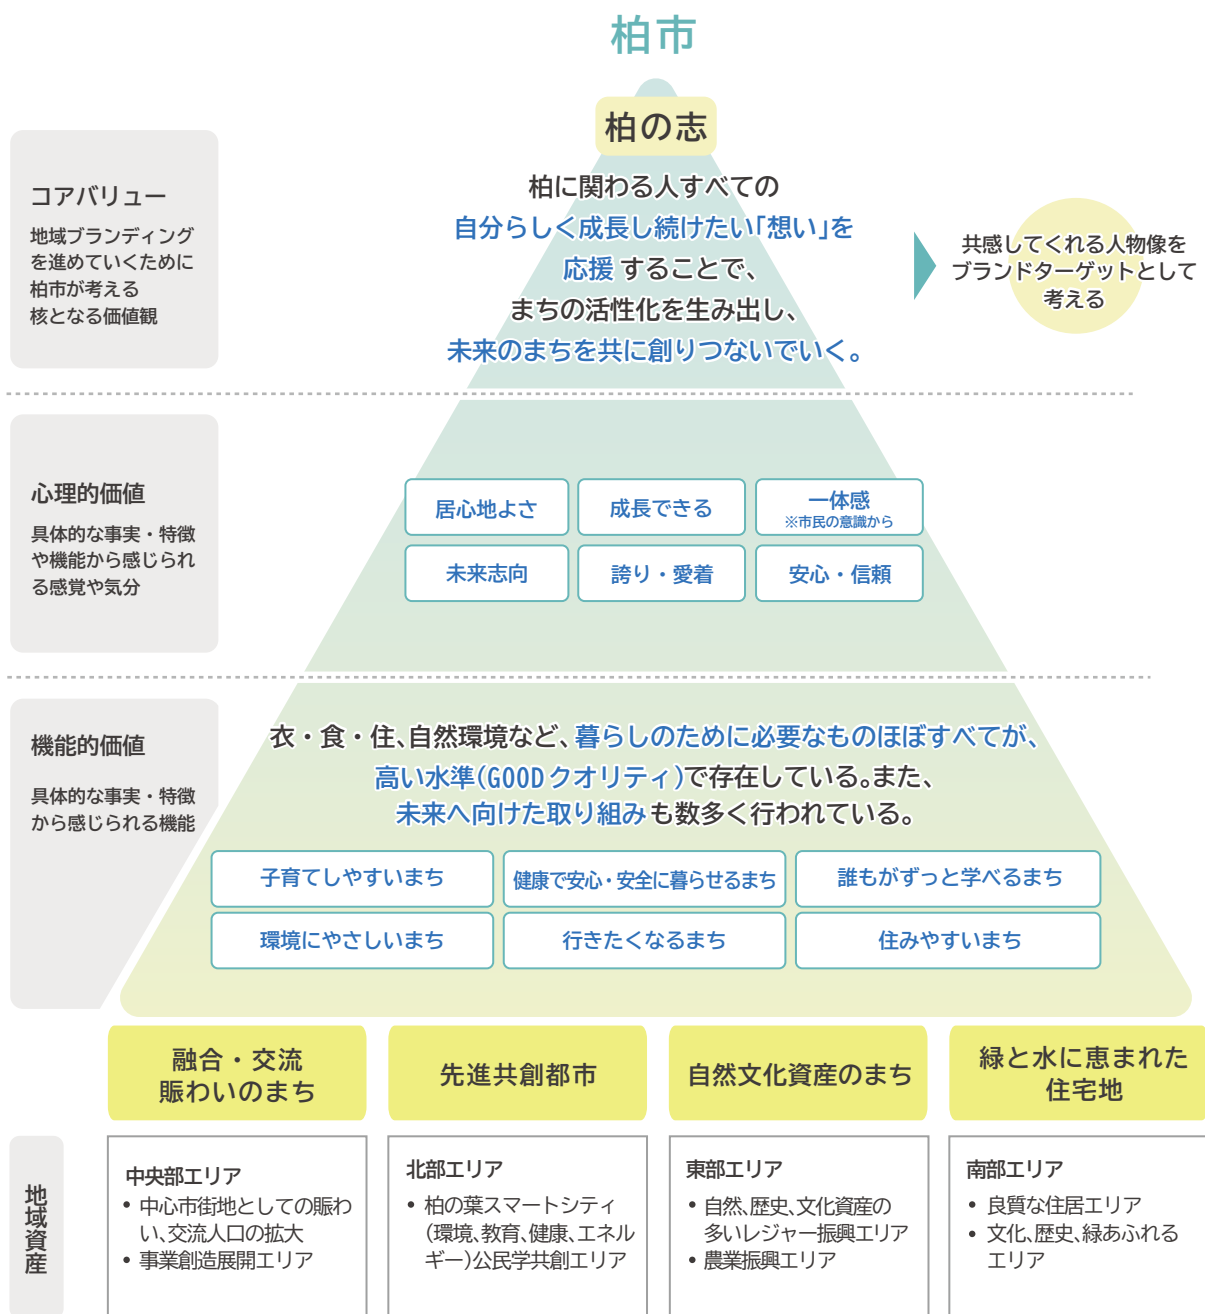 柏市
柏の志
コアバリュー
地域ブランディング
を進めていくために
柏市が考える
核となる価値観
柏に関わる人すべての
自分らしく成長し続けたい「想い」を
応援することで、
まちの活性化を生み出し、
未来のまちを共に創りつないでいく。
共感してくれる人物像を
ブランドターゲットとして
考える
心理的価値
具体的な事実・特徴
や機能から感じられ
る感覚や気分
居心地よさ
成長できる
一体感
※市民の意識から
未来志向
誇り・愛着
安心・信頼
機能的価値
具体的な事実・特徴
から感じられる機能
衣・食・住、自然環境など、暮らしのために必要なものほぼすべてが、
高い水準(GOODクオリティ)で存在している。また、
未来へ向けた取り組みも数多く行われている。
子育てしやすいまち
健康で安心・安全に暮らせるまち
誰もがずっと学べるまち
環境にやさしいまち
行きたくなるまち
住みやすいまち
融合・交流
賑わいのまち
先進共創都市
自然文化資産のまち
緑と水に恵まれた
住宅地
地域資産
中央部エリア
• 中心市街地としての賑わ
い、交流人口の拡大
• 事業創造展開エリア
北部エリア
• 柏の葉スマートシティ
(環境、教育、健康、エネル
ギー)公民学共創エリア
東部エリア
• 自然、歴史、文化資産の
多いレジャー振興エリア
• 農業振興エリア
南部エリア
• 良質な住居エリア
• 文化、歴史、緑あふれる
エリア